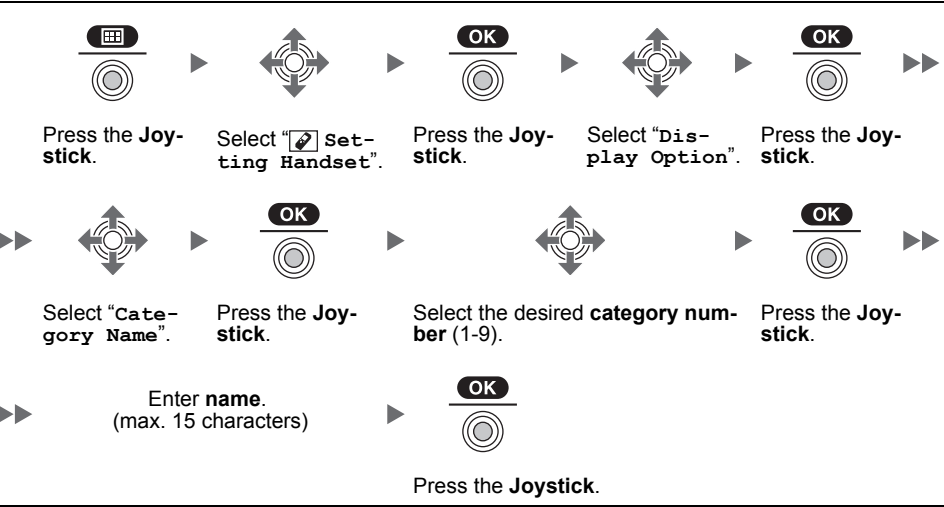 OK OK
Press the Joy- Select “ Set- Press the Joy- Select “Dis- Press the Joy-
stick. ting Handset”. stick. play Option”. stick.
OK OK
Select “Cate- Press the Joy- Select the desired category num- Press the Joy-
gory Name”. stick. ber (1-9). stick.
OK
Enter name.
(max. 15 characters)
Press the Joystick.